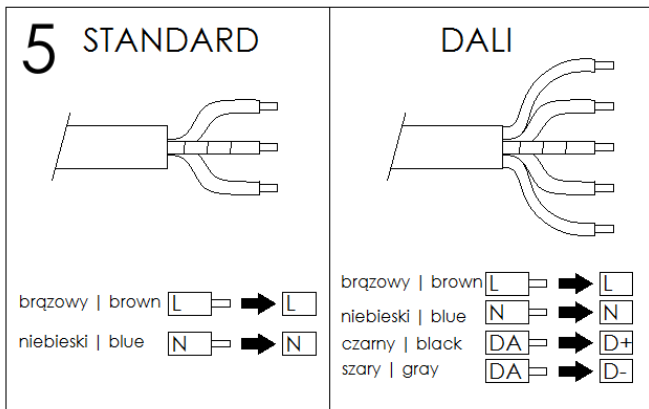 5 STANDARD
brązowy | brown L L
niebieski | blue N N
DALI
brązowy | brown L L
niebieski | blue N N
czarny | black DA D+
szary | gray DA D-